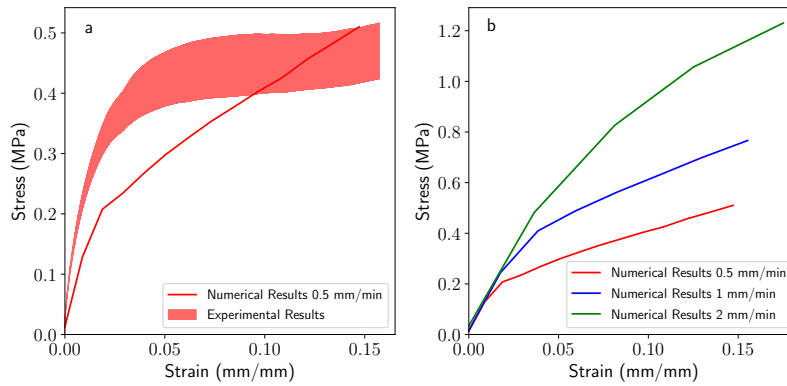 a
0.5
0.4
0.3
0.2
0.1
0.0
Stress (MPa)
Numerical Results 0.5 mm/min
Experimental Results
0.00
0.05
0.10
0.15
Strain (mm/mm)
b
1.2
1.0
0.8
0.6
0.4
0.2
0.0
Stress (MPa)
Numerical Results 0.5 mm/min
Numerical Results 1 mm/min
Numerical Results 2 mm/min
0.00
0.05
0.10
0.15
Strain (mm/mm)